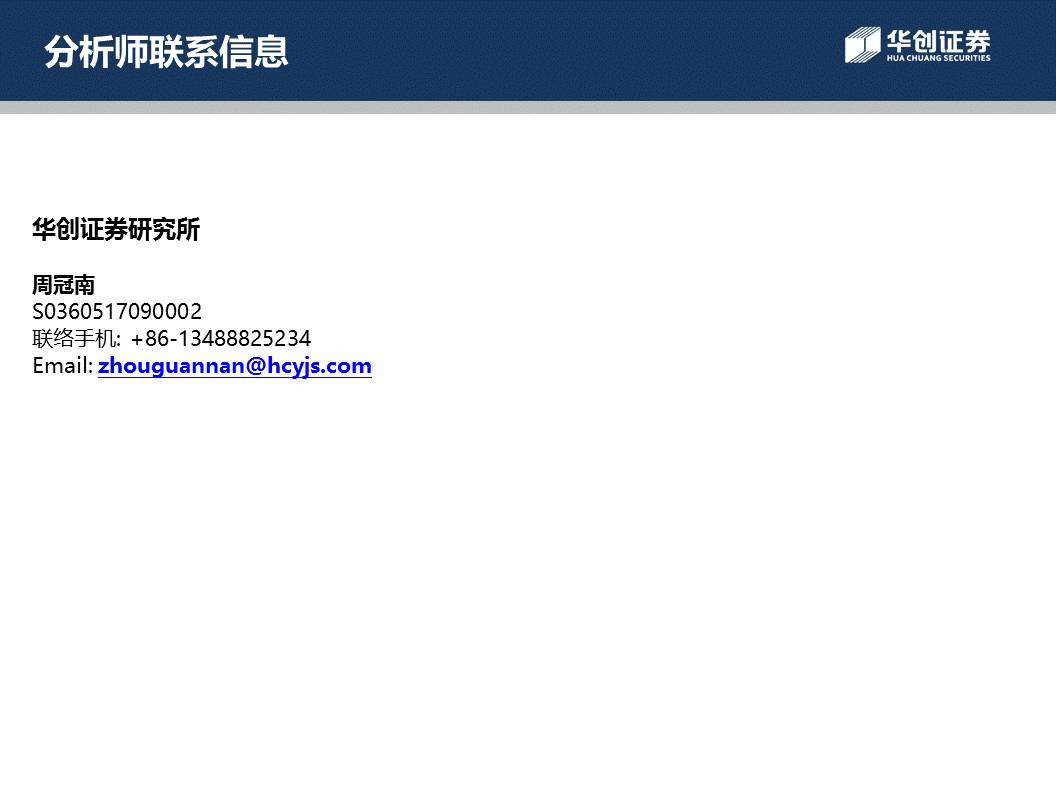 分析师联系信息
华创证券
HUA CHUANG SECURITIES
华创证券研究所
周冠南
S0360517090002
联络手机: +86-13488825234
Email: zhouguannan@hcyjs.com